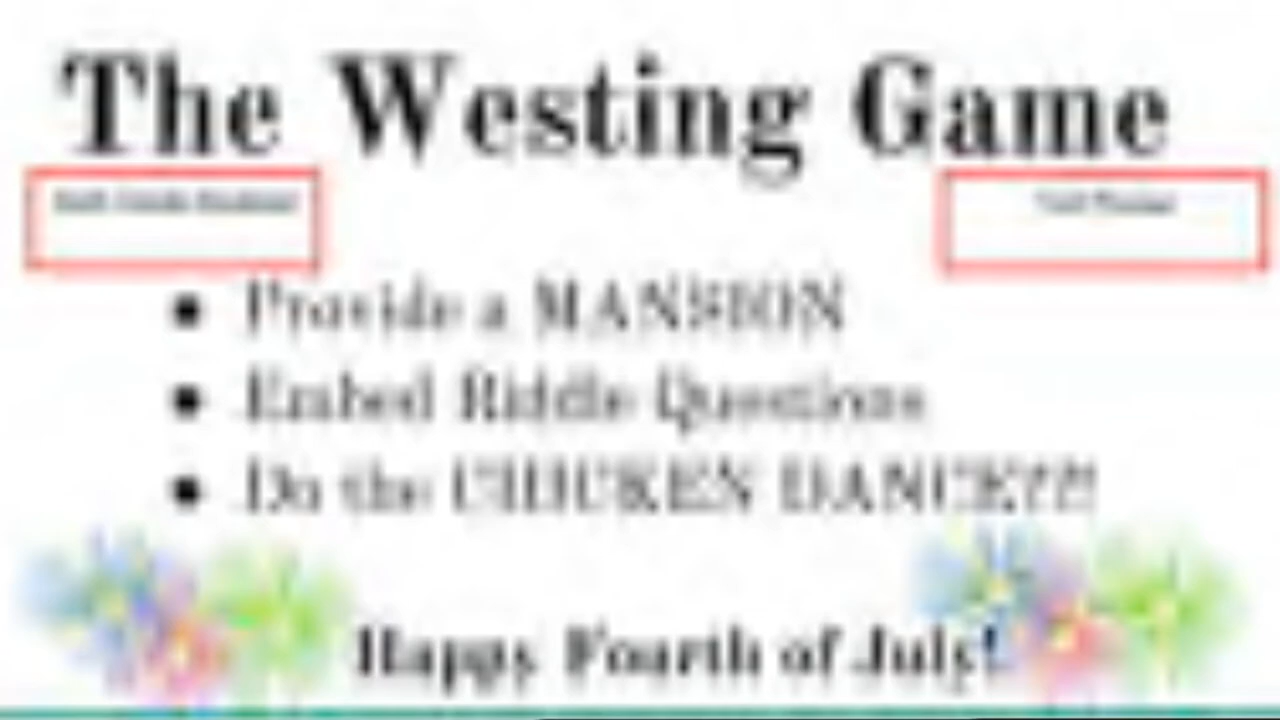 The Westing Game
Provide a MANSION
Embed Riddle Questions
Do the CHICKEN DANCE??!
Happy Fourth of July!